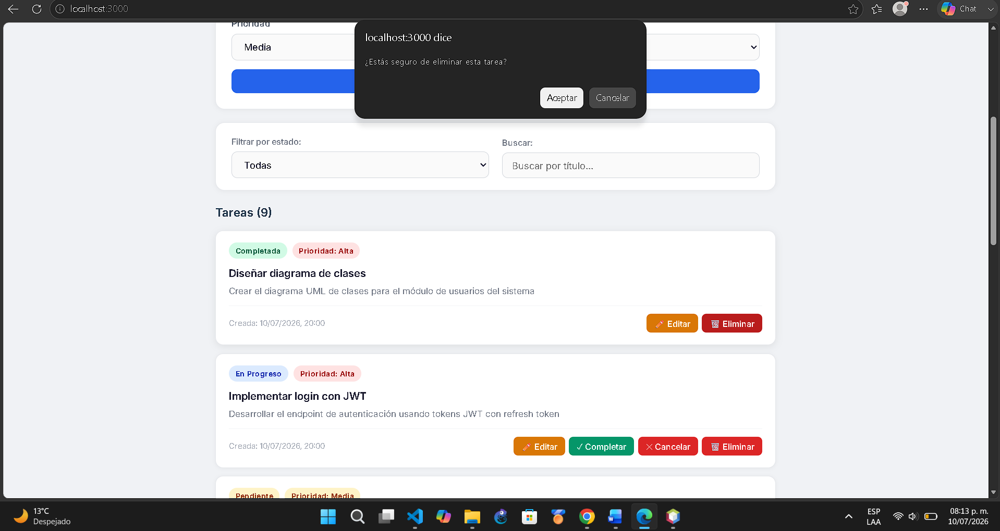 localhost:3000
Chat
Prioridad
Media
localhost:3000 dice
¿Estás seguro de eliminar esta tarea?
Aceptar
Cancelar
Filtrar por estado:
Todas
Buscar:
Buscar por título...
Tareas (9)
Completada
Prioridad: Alta
Diseñar diagrama de clases
Crear el diagrama UML de clases para el módulo de usuarios del sistema
Creada: 10/07/2026, 20:00
Editar
Eliminar
En Progreso
Prioridad: Alta
Implementar login con JWT
Desarrollar el endpoint de autenticación usando tokens JWT con refresh token
Creada: 10/07/2026, 20:00
Editar
✓ Completar
Cancelar
Eliminar
Pendiente
Prioridad: Media
13°C
Despejado
ESP
LAA
08:13 p. m.
10/07/2026